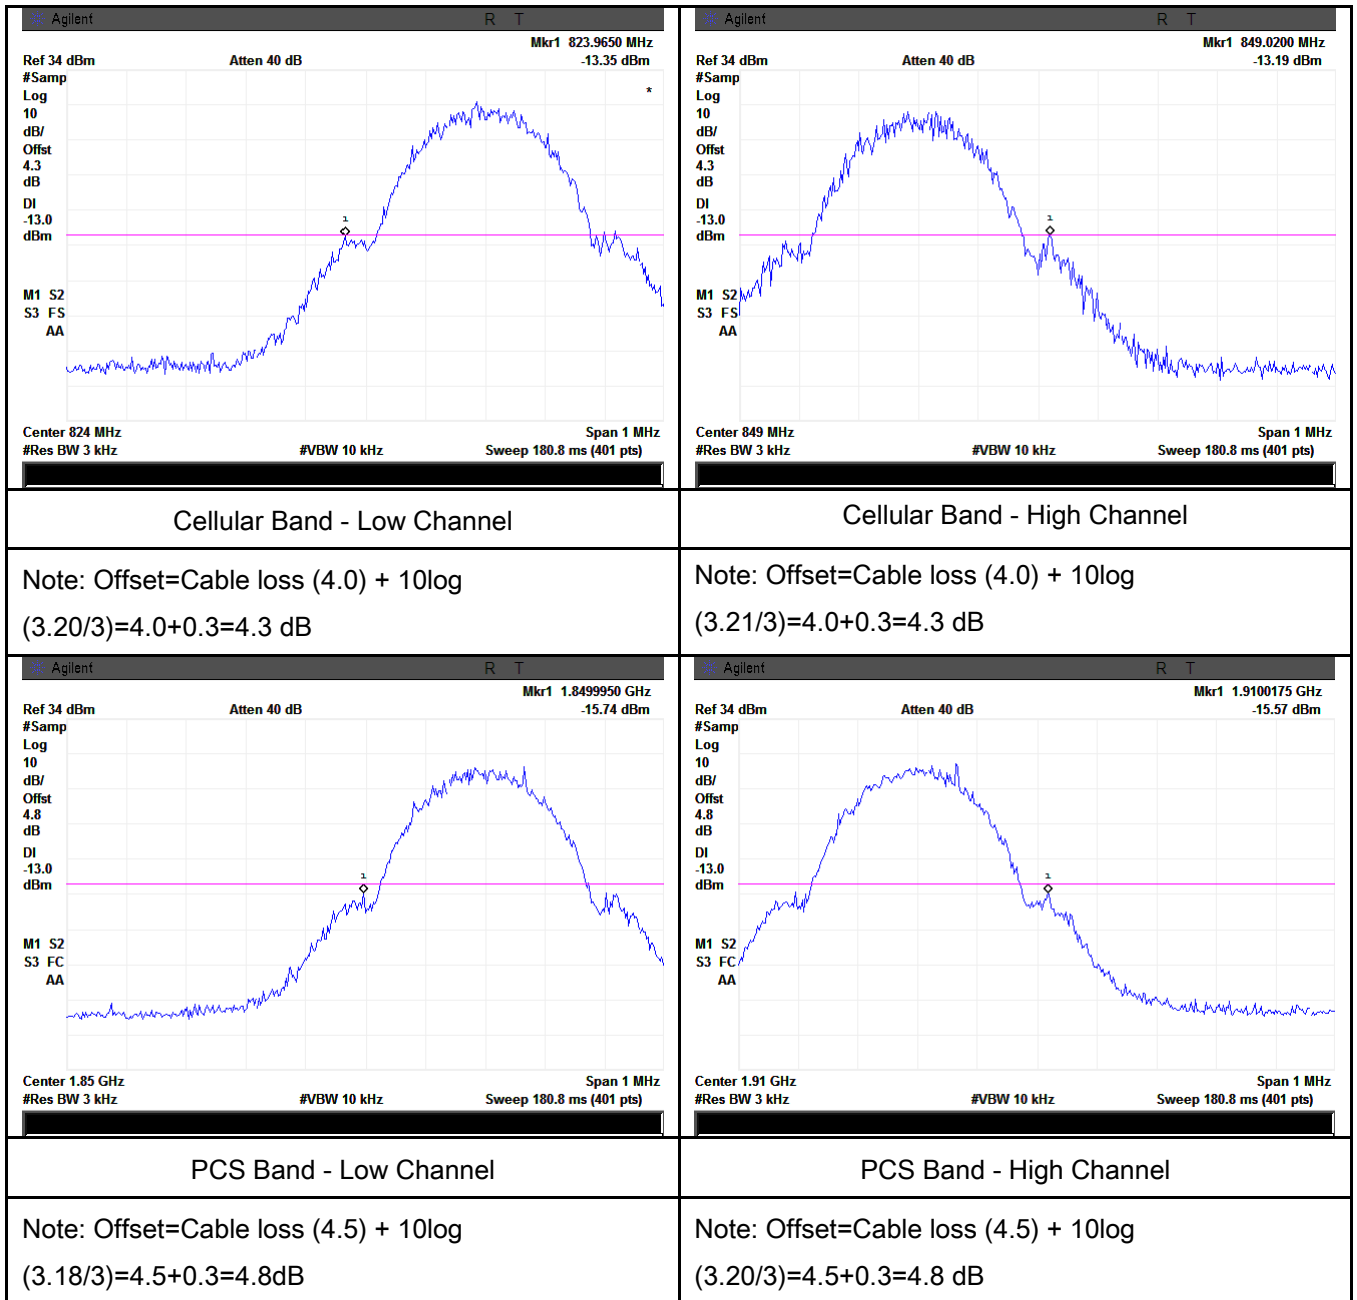 Agilent R T
Mkr1 823.9650 MHz
Ref 34 dBm Atten 40 dB -13.35 dBm
#Samp
Log
10
dB/
Offst
4.3
dB
DI
-13.0
dBm
M1 S2
S3 FS
AA
*
1
Center 824 MHz Span 1 MHz
#Res BW 3 kHz #VBW 10 kHz Sweep 180.8 ms (401 pts)
Agilent R T
Mkr1 849.0200 MHz
Ref 34 dBm Atten 40 dB -13.19 dBm
#Samp
Log
10
dB/
Offst
4.3
dB
DI
-13.0
dBm
M1 S2
S3 FS
AA
1
Center 849 MHz Span 1 MHz
#Res BW 3 kHz #VBW 10 kHz Sweep 180.8 ms (401 pts)
Cellular Band - Low Channel
Cellular Band - High Channel
Note: Offset=Cable loss (4.0) + 10log
(3.20/3)=4.0+0.3=4.3 dB
Note: Offset=Cable loss (4.0) + 10log
(3.21/3)=4.0+0.3=4.3 dB
Agilent R T
Mkr1 1.8499950 GHz
Ref 34 dBm Atten 40 dB -15.74 dBm
#Samp
Log
10
dB/
Offst
4.8
dB
DI
-13.0
dBm
M1 S2
S3 FC
AA
1
Center 1.85 GHz Span 1 MHz
#Res BW 3 kHz #VBW 10 kHz Sweep 180.8 ms (401 pts)
Agilent R T
Mkr1 1.9100175 GHz
Ref 34 dBm Atten 40 dB -15.57 dBm
#Samp
Log
10
dB/
Offst
4.8
dB
DI
-13.0
dBm
M1 S2
S3 FC
AA
1
Center 1.91 GHz Span 1 MHz
#Res BW 3 kHz #VBW 10 kHz Sweep 180.8 ms (401 pts)
PCS Band - Low Channel
PCS Band - High Channel
Note: Offset=Cable loss (4.5) + 10log
(3.18/3)=4.5+0.3=4.8dB
Note: Offset=Cable loss (4.5) + 10log
(3.20/3)=4.5+0.3=4.8 dB